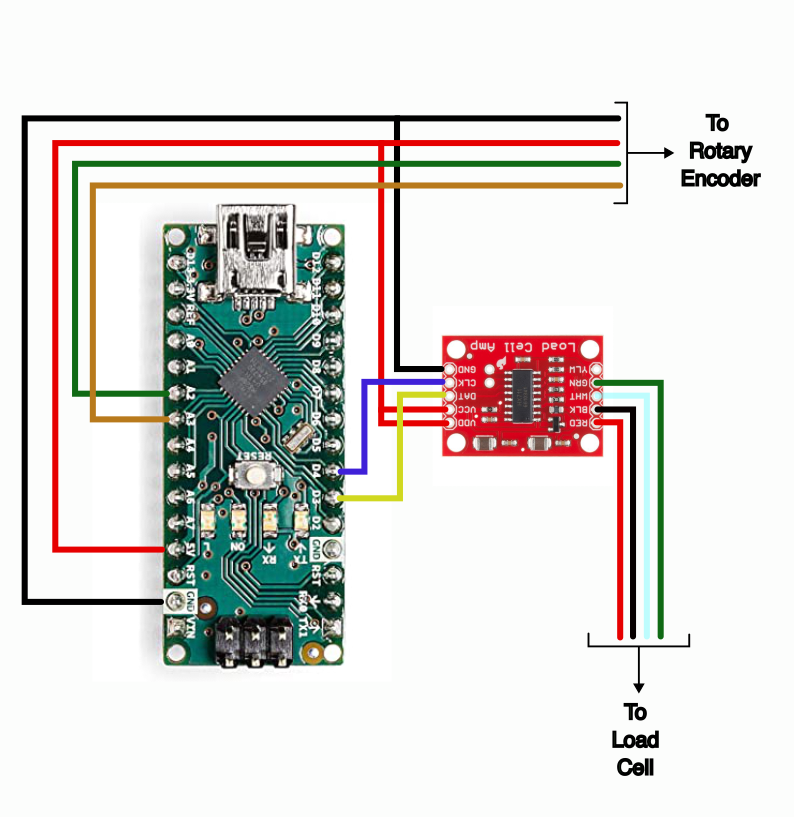 To
Rotary
Encoder
D13
3.3V
REF
A0
A1
A2
A3
A4
A5
A6
A7
5V
RST
GND
VIN
D12
D11
D10
D9
D8
D7
D6
D5
D4
D3
D2
GND
RST
RX0
TX1
RESET
L
ON
RX
TX
Load Cell Amp
GND
CLK
DAT
VCC
VDD
YLW
GRN
WHT
BLK
RED
To
Load
Cell